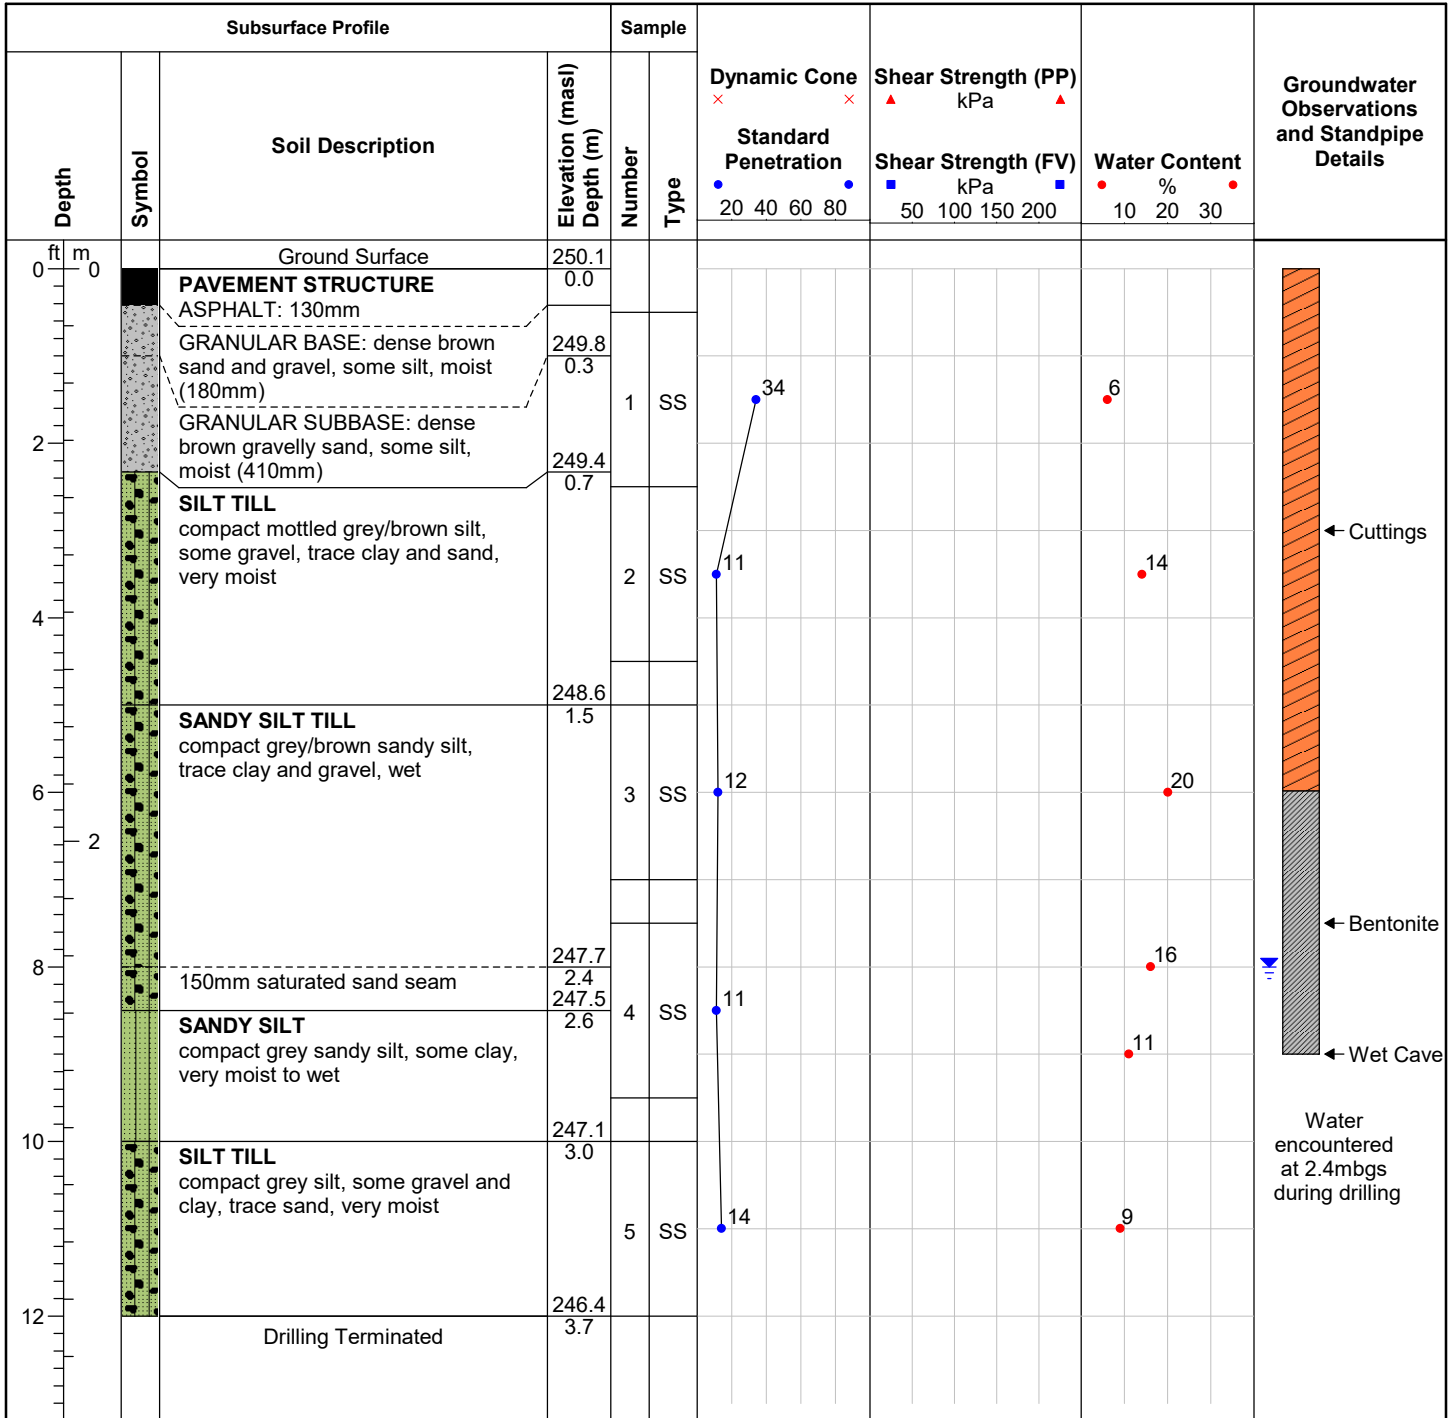 Subsurface Profile
Sample
Depth
Symbol
Soil Description
Elevation (masl)
Depth (m)
Number
Type
Dynamic Cone
Standard
Penetration
20 40 60 80
Shear Strength (PP)
kPa
Shear Strength (FV)
kPa
50 100 150 200
Water Content
%
10 20 30
Groundwater
Observations
and Standpipe
Details
ft m
0 0
2
4
6
2
8
10
12
Ground Surface
250.1
0.0
PAVEMENT STRUCTURE
ASPHALT: 130mm
GRANULAR BASE: dense brown
sand and gravel, some silt, moist
(180mm)
249.8
0.3
GRANULAR SUBBASE: dense
brown gravelly sand, some silt,
moist (410mm)
249.4
0.7
SILT TILL
compact mottled grey/brown silt,
some gravel, trace clay and sand,
very moist
248.6
1.5
SANDY SILT TILL
compact grey/brown sandy silt,
trace clay and gravel, wet
247.7
2.4
150mm saturated sand seam
247.5
2.6
SANDY SILT
compact grey sandy silt, some clay,
very moist to wet
247.1
3.0
SILT TILL
compact grey silt, some gravel and
clay, trace sand, very moist
246.4
3.7
Drilling Terminated
1 SS
2 SS
3 SS
4 SS
5 SS
34
11
12
11
14
6
14
20
16
11
9
Cuttings
Bentonite
Wet Cave
Water
encountered
at 2.4mbgs
during drilling